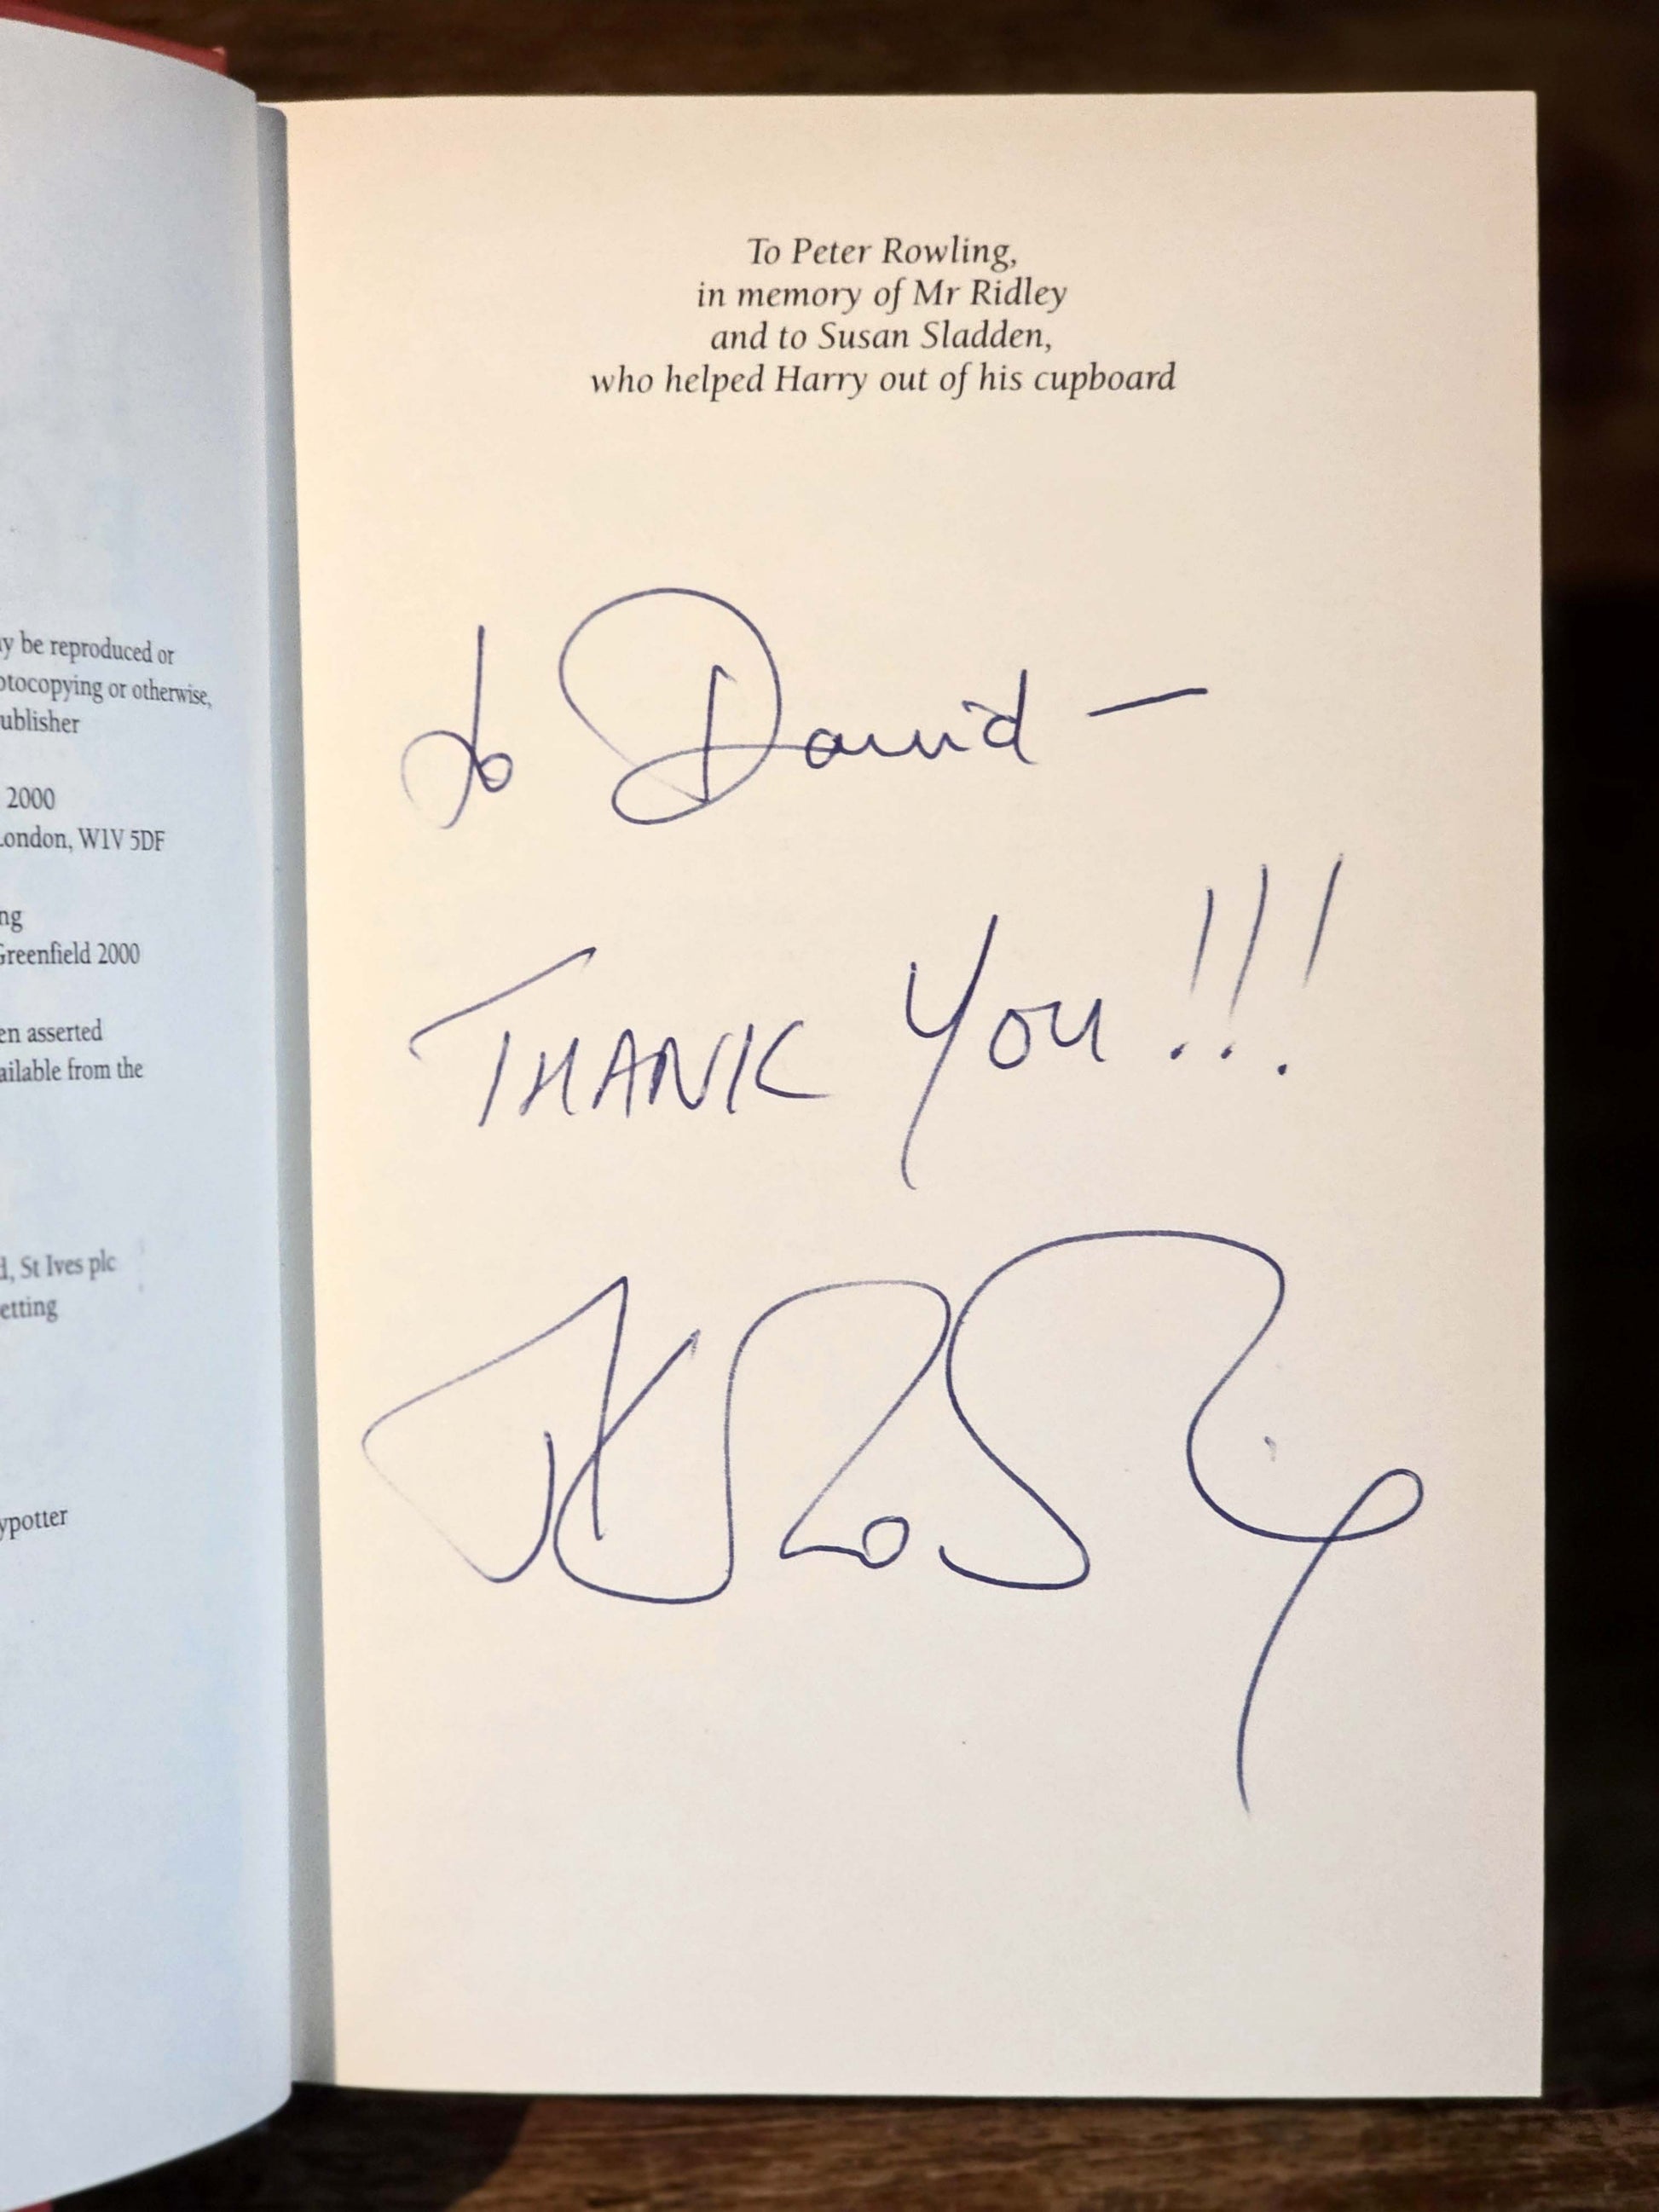 y be reproduced or
otocopying or otherwise,
ublisher
2000
London, W1V 5DF
ng
Greenfield 2000
en asserted
ailable from the
d, St Ives plc
etting
ypotter
To Peter Rowling,
in memory of Mr Ridley
and to Susan Sladden,
who helped Harry out of his cupboard
to David —
THANK YOU!!!
JK Rowling